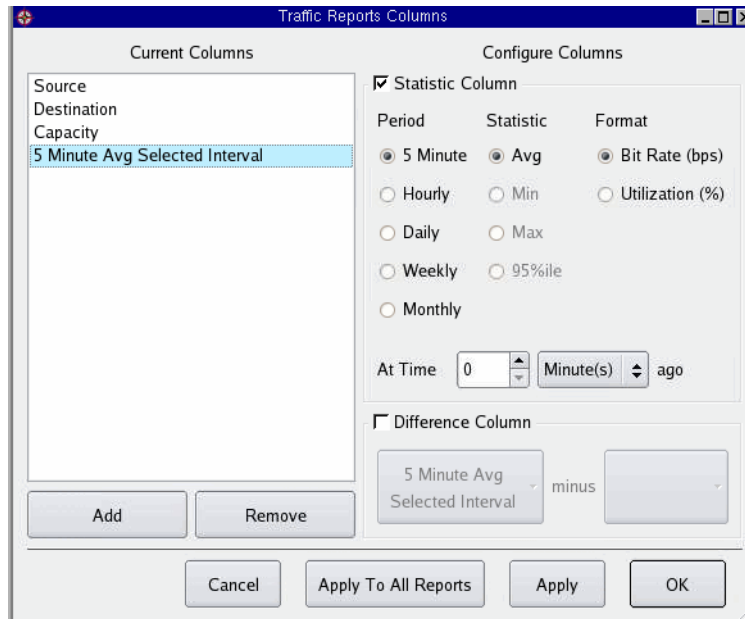 Traffic Reports Columns
Current Columns
Source
Destination
Capacity
5 Minute Avg Selected Interval
Add
Remove
Configure Columns
Statistic Column
Period
Statistic
Format
5 Minute
Avg
Bit Rate (bps)
Hourly
Min
Utilization (%)
Daily
Max
Weekly
95%ile
Monthly
At Time
0
Minute(s)
ago
Difference Column
5 Minute Avg
Selected Interval
minus
Cancel
Apply To All Reports
Apply
OK